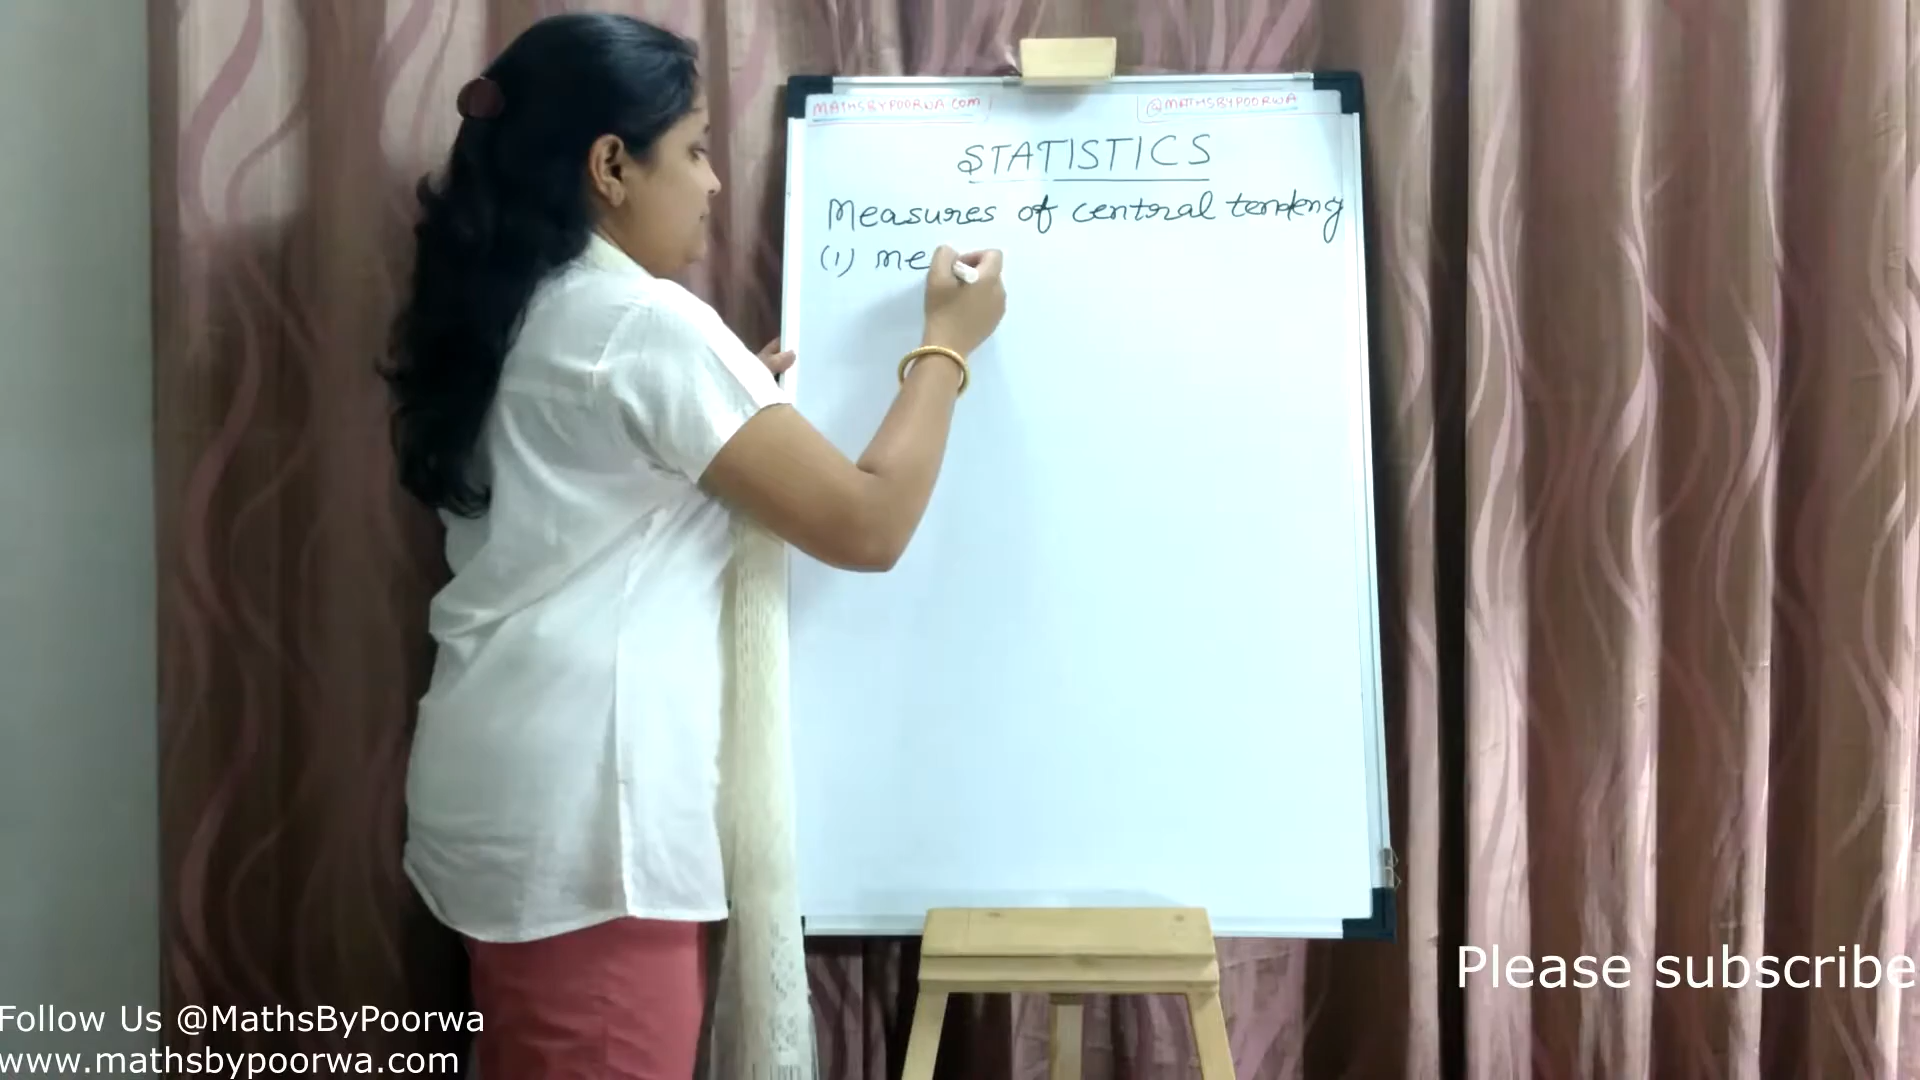 MATHSBYPOORWA.COM
@MATHSBYPOORWA
STATISTICS
Measures of central tendency
(1) me
Please subscribe
Follow Us @MathsByPoorwa
www.mathsbypoorwa.com